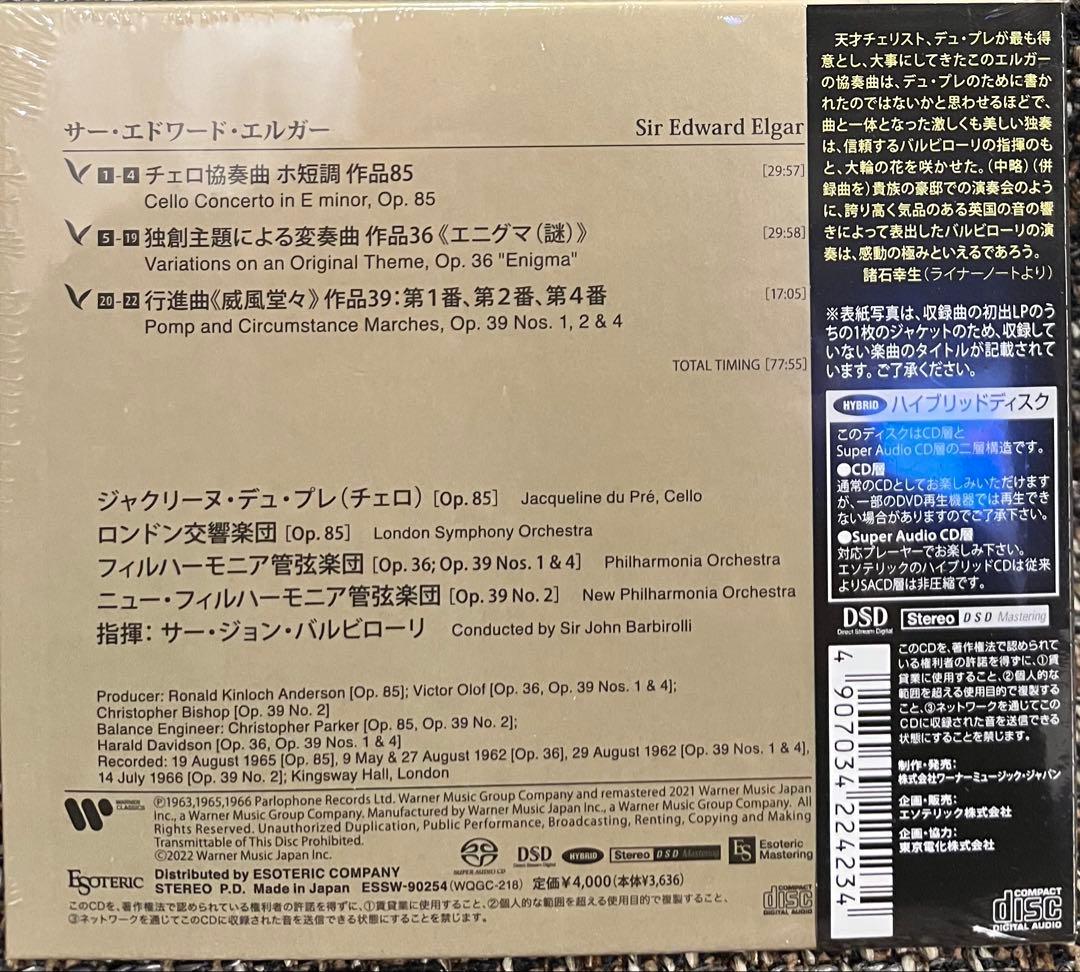 サー・エドワード・エルガー
Sir Edward Elgar
1-4 チェロ協奏曲 ホ短調 作品85 [29:57]
Cello Concerto in E minor, Op. 85
5-19 独創主題による変奏曲 作品36《エニグマ（謎）》 [29:58]
Variations on an Original Theme, Op. 36 "Enigma"
20-22 行進曲《威風堂々》作品39：第1番、第2番、第4番 [17:05]
Pomp and Circumstance Marches, Op. 39 Nos. 1, 2 & 4
TOTAL TIMING [77:55]
ジャクリーヌ・デュ・プレ（チェロ）[Op. 85] Jacqueline du Pré, Cello
ロンドン交響楽団 [Op. 85] London Symphony Orchestra
フィルハーモニア管弦楽団 [Op. 36; Op. 39 Nos. 1 & 4] Philharmonia Orchestra
ニュー・フィルハーモニア管弦楽団 [Op. 39 No. 2] New Philharmonia Orchestra
指揮：サー・ジョン・バルビローリ Conducted by Sir John Barbirolli
Producer: Ronald Kinloch Anderson [Op. 85]; Victor Olof [Op. 36, Op. 39 Nos. 1 & 4];
Christopher Bishop [Op. 39 No. 2]
Balance Engineer: Christopher Parker [Op. 85, Op. 39 No. 2];
Harald Davidson [Op. 36, Op. 39 Nos. 1 & 4]
Recorded: 19 August 1965 [Op. 85], 9 May & 27 August 1962 [Op. 36], 29 August 1962 [Op. 39 Nos. 1 & 4],
14 July 1966 [Op. 39 No. 2]; Kingsway Hall, London
WARNER CLASSICS
Ⓟ1963,1965,1966 Parlophone Records Ltd. Warner Music Group Company and remastered 2021 Warner Music Japan
Inc., a Warner Music Group Company. Manufactured by Warner Music Japan Inc., a Warner Music Group Company. All
Rights Reserved. Unauthorized Duplication, Public Performance, Broadcasting, Renting, Copying and Making
Transmittable of This Disc Prohibited.
Ⓒ2022 Warner Music Japan Inc.
SUPER AUDIO CD
DSD
Direct Stream Digital
HYBRID
Stereo DSD Mastering
ES Esoteric
Mastering
ESOTERIC
Distributed by ESOTERIC COMPANY
STEREO P.D. Made in Japan ESSW-90254(WQGC-218) 定価￥4,000（本体¥3,636）
このCDを、著作権法で認められている権利者の許諾を得ずに、①賃貸業に使用すること、②個人的な範囲を超える使用目的で複製すること、
③ネットワークを通じてこのCDに収録された音を送信できる状態にすることを禁じます。
COMPACT
disc
DIGITAL AUDIO
天才チェリスト、デュ・プレが最も得
意とし、大事にしてきたこのエルガー
の協奏曲は、デュ・プレのために書か
れたのではないかと思わせるほどで、
曲と一体となった激しくも美しい独奏
は、信頼するバルビローリの指揮のも
と、大輪の花を咲かせた。（中略）（併
録曲を）貴族の豪邸での演奏会のよう
に、誇り高く気品のある英国の音の響
きによって表出したバルビローリの演
奏は、感動の極みといえるであろう。
諸石幸生（ライナーノートより）
※表紙写真は、収録曲の初出LPのう
ちの1枚のジャケットのため、収録して
いない楽曲のタイトルが記載されて
います。ご了承ください。
HYBRID ハイブリッドディスク
このディスクはCD層と
Super Audio CD層の二層構造です。
●CD層
通常のCDとしてお楽しみいただけます
が、一部のDVD再生機器では再生でき
ない場合がありますのでご了承下さい。
●Super Audio CD層
対応プレーヤーでお楽しみ下さい。
エソテリックのハイブリッドCDは従来
よりSACD層は非圧縮です。
DSD
Direct Stream Digital
Stereo DSD Mastering
4 907034 224234
このCDを、著作権法で認められて
いる権利者の許諾を得ずに、①賃
貸業に使用すること、②個人的な
範囲を超える使用目的で複製する
こと、③ネットワークを通じてこの
CDに収録された音を送信できる
状態にすることを禁じます。
制作・発売：
株式会社ワーナーミュージック・ジャパン
企画・販売：
エソテリック株式会社
企画・協力：
東京電化株式会社
COMPACT
disc
DIGITAL AUDIO